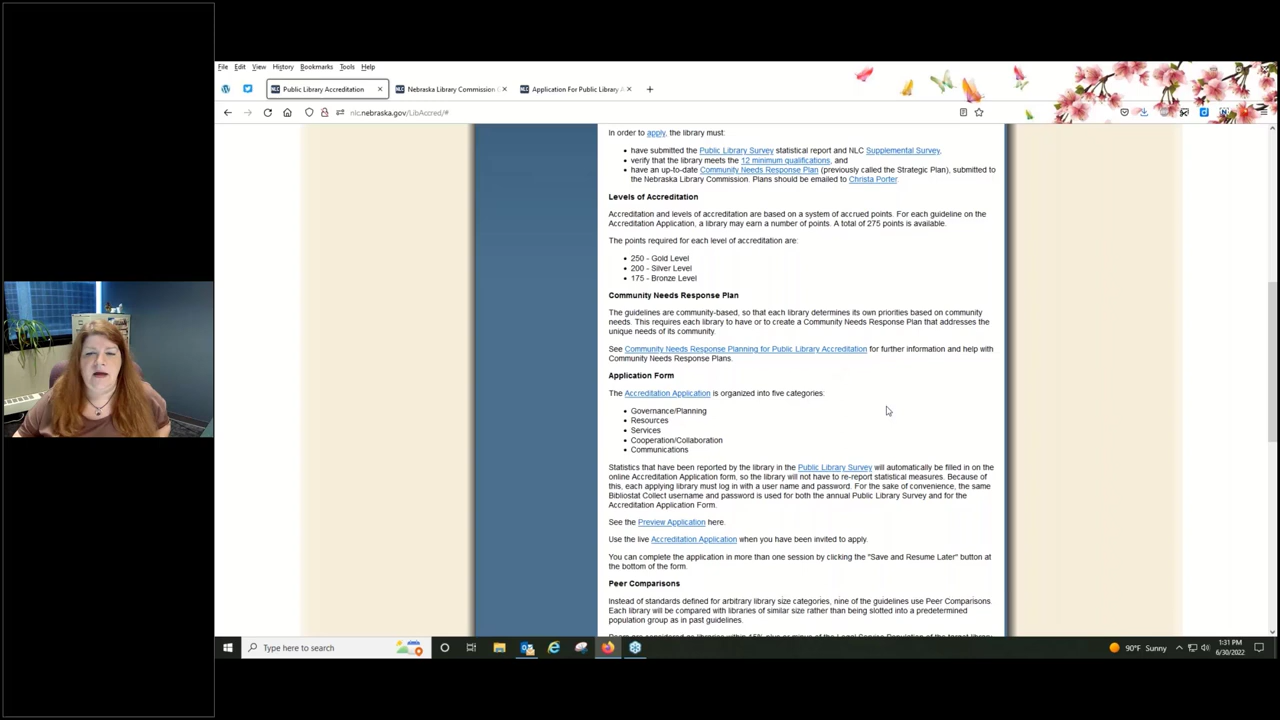 File Edit View History Bookmarks Tools Help
Public Library Accreditation × Nebraska Library Commission × Application For Public Library A × +
nlc.nebraska.gov/LibAccred/#
In order to apply, the library must:
• have submitted the Public Library Survey statistical report and NLC Supplemental Survey,
• verify that the library meets the 12 minimum qualifications, and
• have an up-to-date Community Needs Response Plan (previously called the Strategic Plan), submitted to
the Nebraska Library Commission. Plans should be emailed to Christa Porter.
Levels of Accreditation
Accreditation and levels of accreditation are based on a system of accrued points. For each guideline on the
Accreditation Application, a library may earn a number of points. A total of 275 points is available.
The points required for each level of accreditation are:
• 250 - Gold Level
• 200 - Silver Level
• 175 - Bronze Level
Community Needs Response Plan
The guidelines are community-based, so that each library determines its own priorities based on community
needs. This requires each library to have or to create a Community Needs Response Plan that addresses the
unique needs of its community.
See Community Needs Response Planning for Public Library Accreditation for further information and help with
Community Needs Response Plans.
Application Form
The Accreditation Application is organized into five categories:
• Governance/Planning
• Resources
• Services
• Cooperation/Collaboration
• Communications
Statistics that have been reported by the library in the Public Library Survey will automatically be filled in on the
online Accreditation Application form, so the library will not have to re-report statistical measures. Because of
this, each applying library must log in with a user name and password. For the sake of convenience, the same
Bibliostat Collect username and password is used for both the annual Public Library Survey and for the
Accreditation Application Form.
See the Preview Application here.
Use the live Accreditation Application when you have been invited to apply.
You can complete the application in more than one session by clicking the "Save and Resume Later" button at
the bottom of the form.
Peer Comparisons
Instead of standards defined for arbitrary library size categories, nine of the guidelines use Peer Comparisons.
Each library will be compared with libraries of similar size rather than being slotted into a predetermined
population group as in past guidelines.
Peers are considered as libraries within 15% plus or minus of the Legal Service Population of the target library
Type here to search
90°F Sunny
1:31 PM
6/30/2022